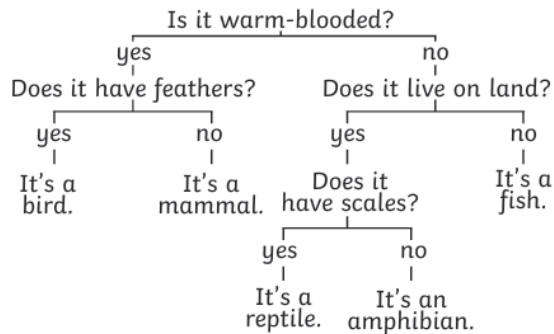 Is it warm-blooded?
yes
no
Does it have feathers?
Does it live on land?
yes
no
yes
no
It's a
bird.
It's a
mammal.
Does it
have scales?
It's a
fish.
yes
no
It's a
reptile.
It's an
amphibian.